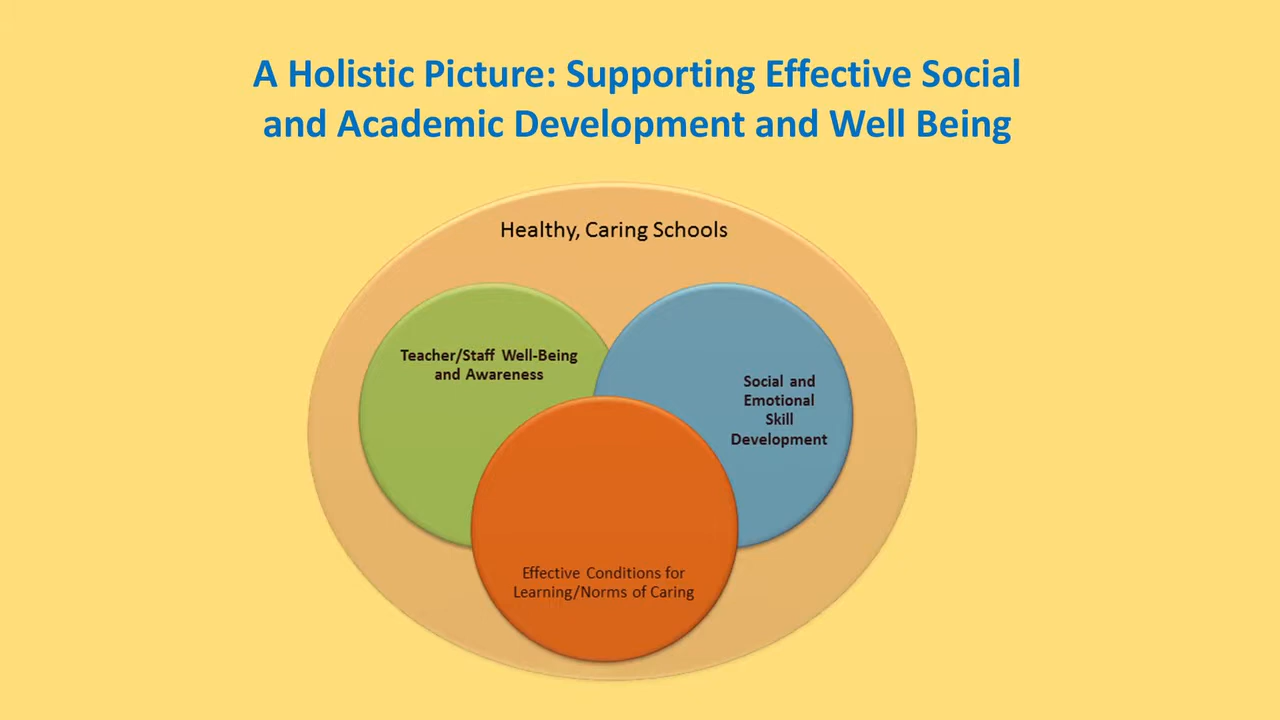 A Holistic Picture: Supporting Effective Social
and Academic Development and Well Being
Healthy, Caring Schools
Teacher/Staff Well-Being
and Awareness
Social and
Emotional
Skill
Development
Effective Conditions for
Learning/Norms of Caring